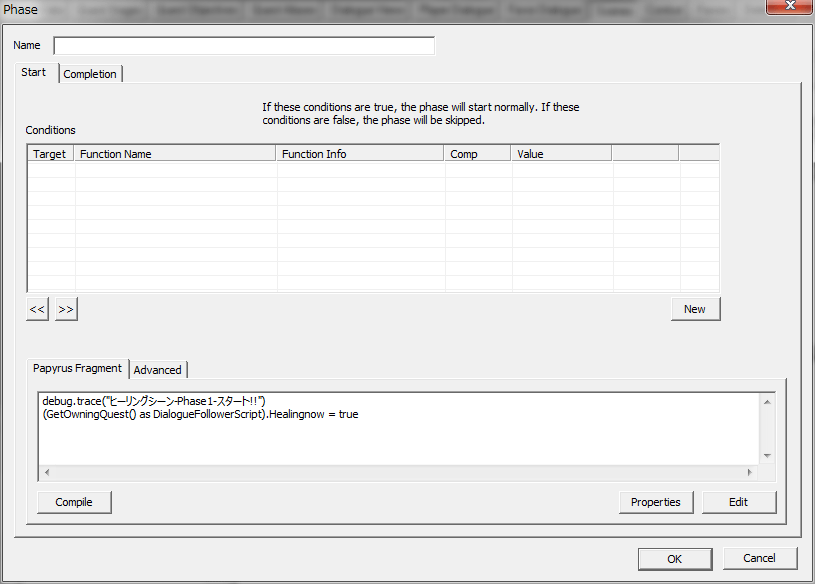 Phase
Name
Start
Completion
If these conditions are true, the phase will start normally. If these
conditions are false, the phase will be skipped.
Conditions
Target Function Name Function Info Comp Value
<< >>
New
Papyrus Fragment
Advanced
debug.trace("ヒーリングシーン-Phase1-スタート!!")
(GetOwningQuest() as DialogueFollowerScript).Healingnow = true
Compile
Properties
Edit
OK
Cancel